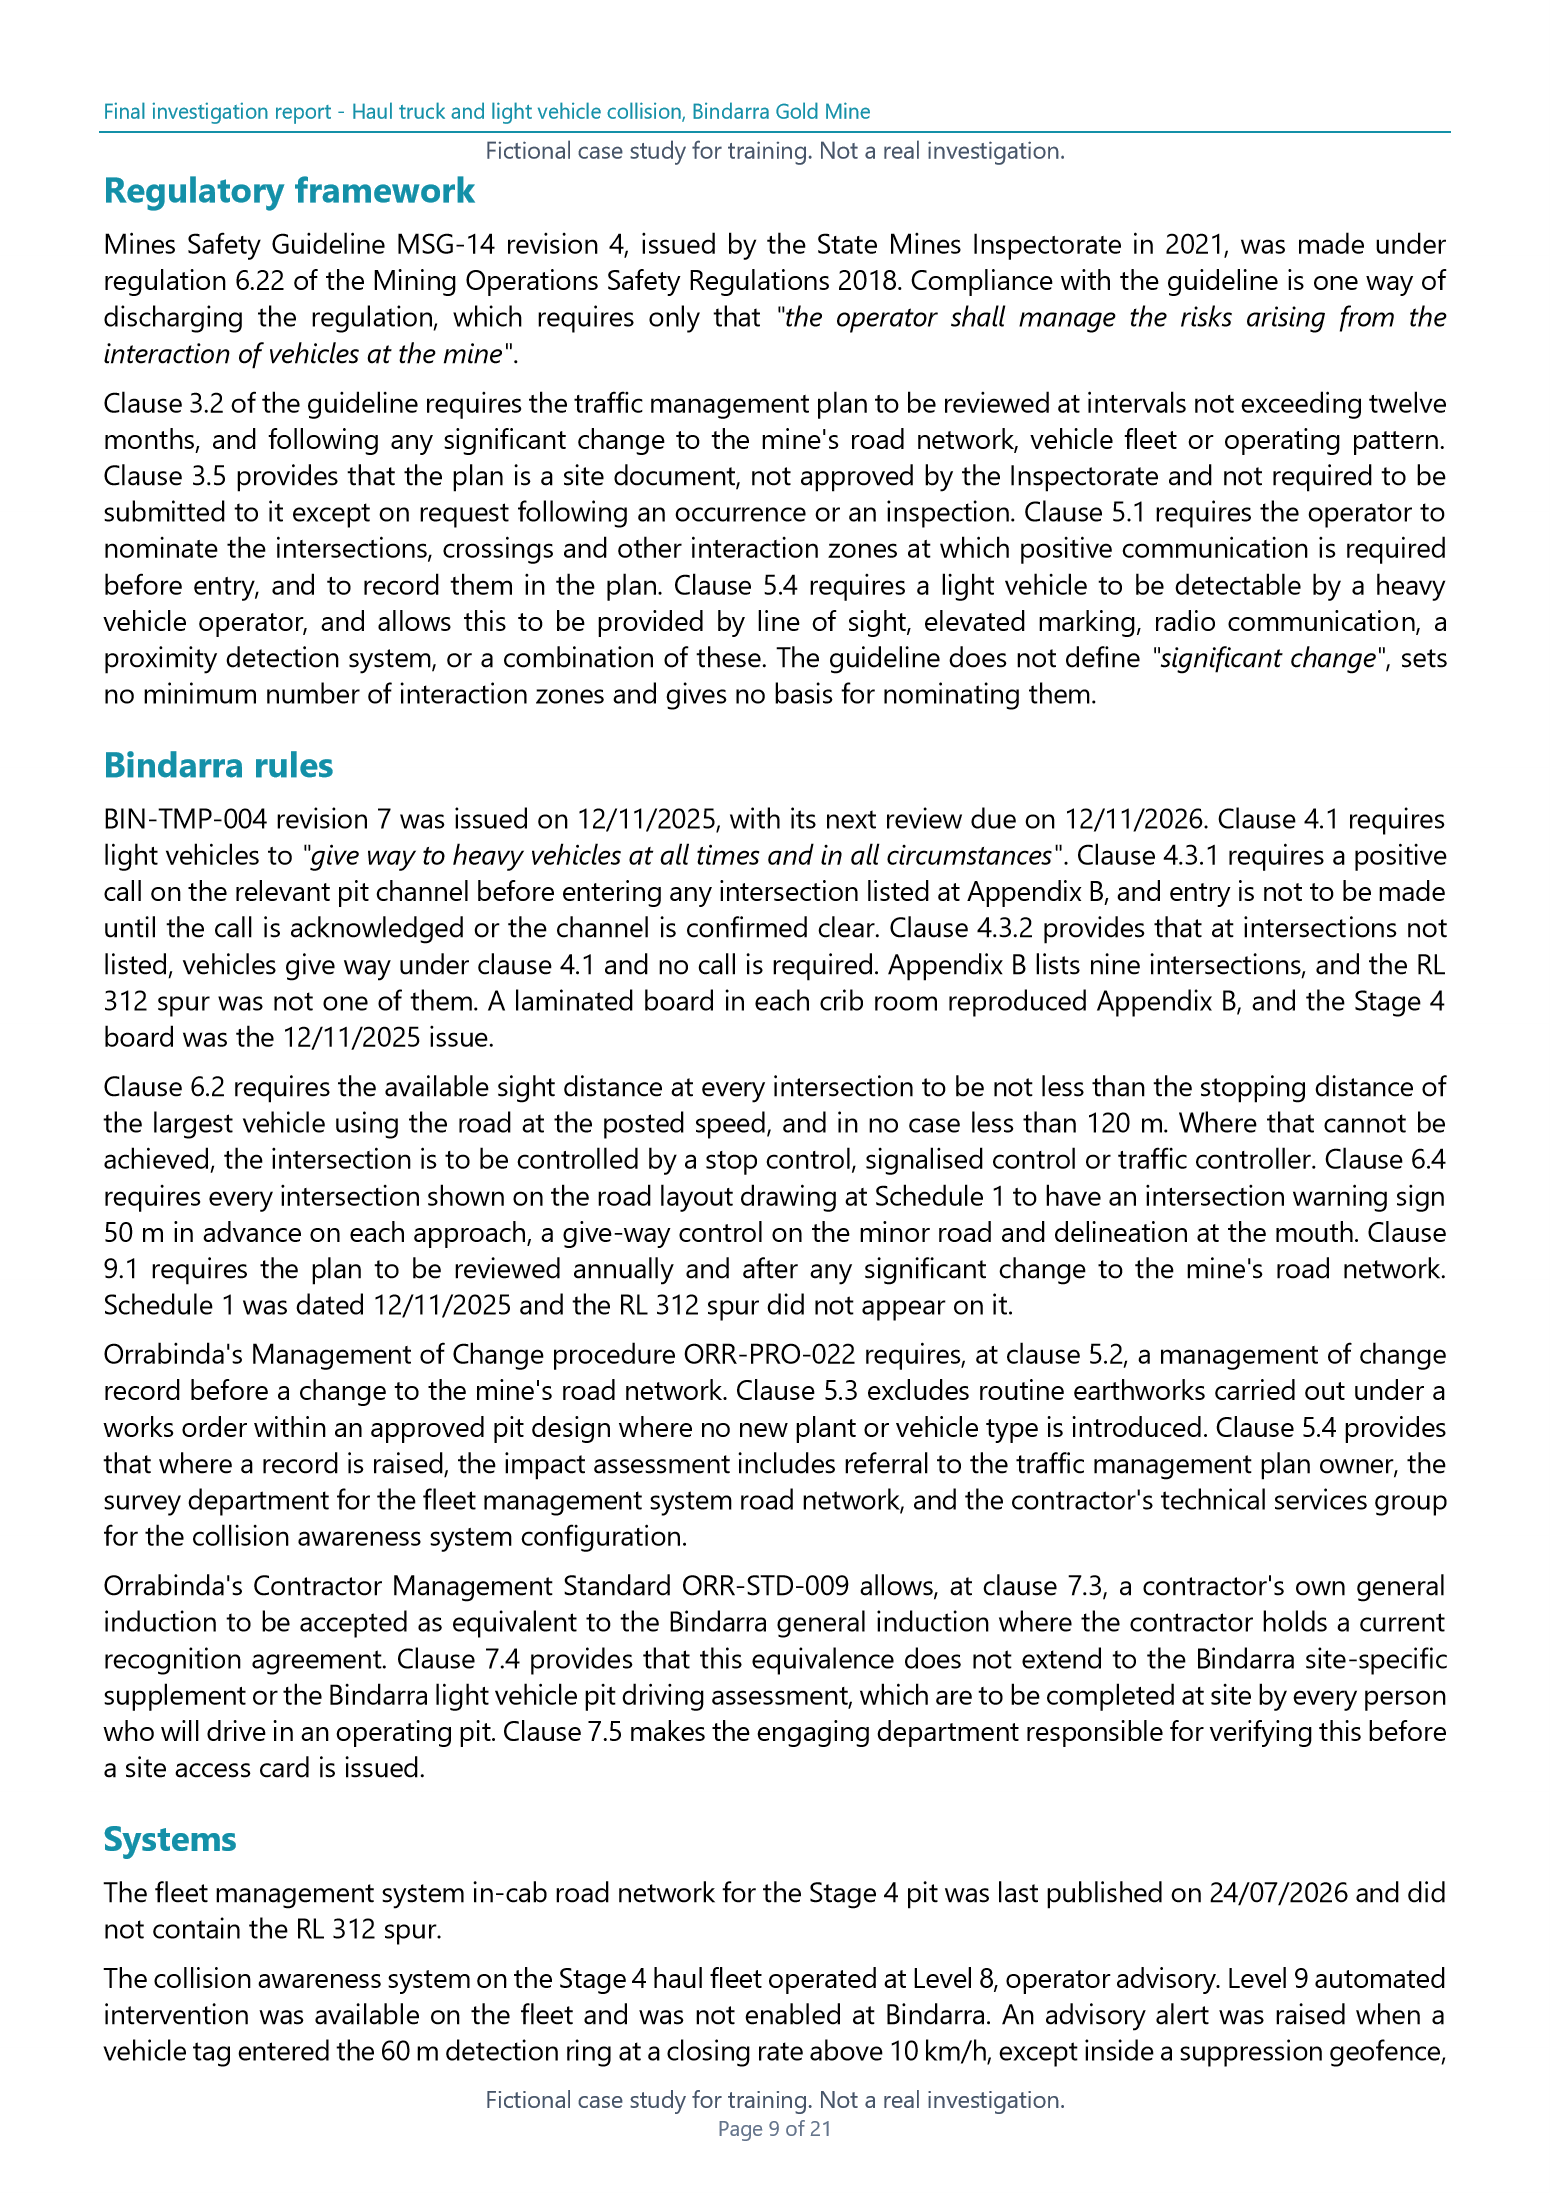 Final investigation report - Haul truck and light vehicle collision, Bindarra Gold Mine
Fictional case study for training. Not a real investigation.
Regulatory framework
Mines Safety Guideline MSG-14 revision 4, issued by the State Mines Inspectorate in 2021, was made under
regulation 6.22 of the Mining Operations Safety Regulations 2018. Compliance with the guideline is one way of
discharging the regulation, which requires only that "the operator shall manage the risks arising from the
interaction of vehicles at the mine".
Clause 3.2 of the guideline requires the traffic management plan to be reviewed at intervals not exceeding twelve
months, and following any significant change to the mine's road network, vehicle fleet or operating pattern.
Clause 3.5 provides that the plan is a site document, not approved by the Inspectorate and not required to be
submitted to it except on request following an occurrence or an inspection. Clause 5.1 requires the operator to
nominate the intersections, crossings and other interaction zones at which positive communication is required
before entry, and to record them in the plan. Clause 5.4 requires a light vehicle to be detectable by a heavy
vehicle operator, and allows this to be provided by line of sight, elevated marking, radio communication, a
proximity detection system, or a combination of these. The guideline does not define "significant change", sets
no minimum number of interaction zones and gives no basis for nominating them.
Bindarra rules
BIN-TMP-004 revision 7 was issued on 12/11/2025, with its next review due on 12/11/2026. Clause 4.1 requires
light vehicles to "give way to heavy vehicles at all times and in all circumstances". Clause 4.3.1 requires a positive
call on the relevant pit channel before entering any intersection listed at Appendix B, and entry is not to be made
until the call is acknowledged or the channel is confirmed clear. Clause 4.3.2 provides that at intersections not
listed, vehicles give way under clause 4.1 and no call is required. Appendix B lists nine intersections, and the RL
312 spur was not one of them. A laminated board in each crib room reproduced Appendix B, and the Stage 4
board was the 12/11/2025 issue.
Clause 6.2 requires the available sight distance at every intersection to be not less than the stopping distance of
the largest vehicle using the road at the posted speed, and in no case less than 120 m. Where that cannot be
achieved, the intersection is to be controlled by a stop control, signalised control or traffic controller. Clause 6.4
requires every intersection shown on the road layout drawing at Schedule 1 to have an intersection warning sign
50 m in advance on each approach, a give-way control on the minor road and delineation at the mouth. Clause
9.1 requires the plan to be reviewed annually and after any significant change to the mine's road network.
Schedule 1 was dated 12/11/2025 and the RL 312 spur did not appear on it.
Orrabinda's Management of Change procedure ORR-PRO-022 requires, at clause 5.2, a management of change
record before a change to the mine's road network. Clause 5.3 excludes routine earthworks carried out under a
works order within an approved pit design where no new plant or vehicle type is introduced. Clause 5.4 provides
that where a record is raised, the impact assessment includes referral to the traffic management plan owner, the
survey department for the fleet management system road network, and the contractor's technical services group
for the collision awareness system configuration.
Orrabinda's Contractor Management Standard ORR-STD-009 allows, at clause 7.3, a contractor's own general
induction to be accepted as equivalent to the Bindarra general induction where the contractor holds a current
recognition agreement. Clause 7.4 provides that this equivalence does not extend to the Bindarra site-specific
supplement or the Bindarra light vehicle pit driving assessment, which are to be completed at site by every person
who will drive in an operating pit. Clause 7.5 makes the engaging department responsible for verifying this before
a site access card is issued.
Systems
The fleet management system in-cab road network for the Stage 4 pit was last published on 24/07/2026 and did
not contain the RL 312 spur.
The collision awareness system on the Stage 4 haul fleet operated at Level 8, operator advisory. Level 9 automated
intervention was available on the fleet and was not enabled at Bindarra. An advisory alert was raised when a
vehicle tag entered the 60 m detection ring at a closing rate above 10 km/h, except inside a suppression geofence,
Fictional case study for training. Not a real investigation.
Page 9 of 21